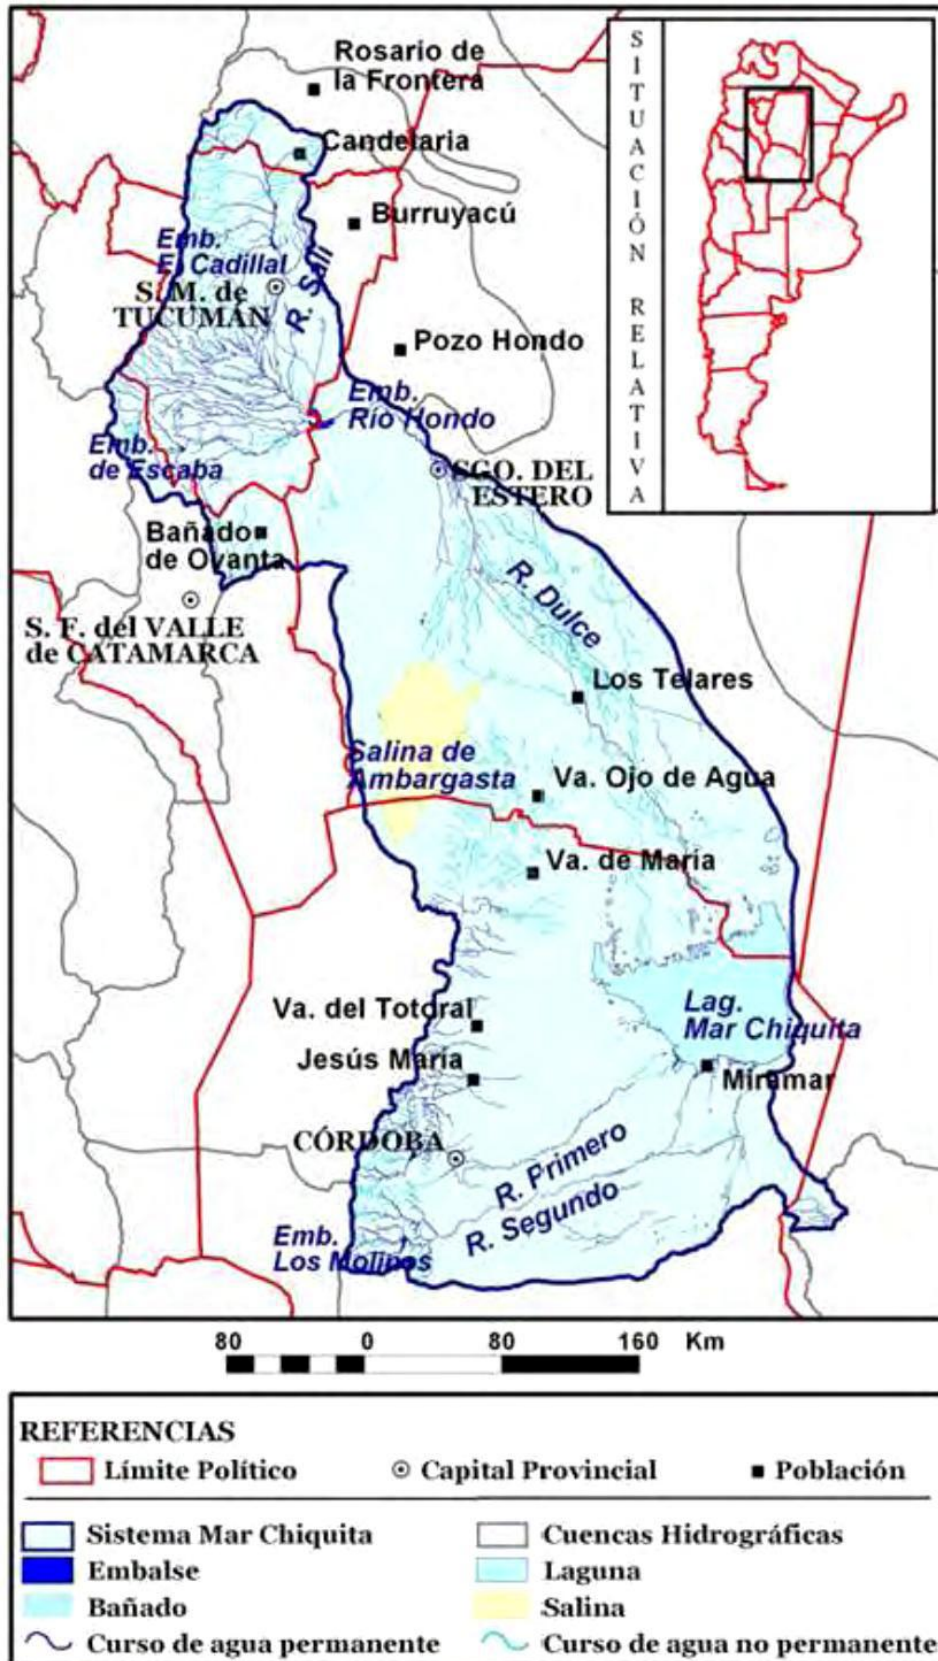 Rosario de
la Frontera
Candelaria
Burruyacú
Emb.
El Cadillal
S. M. de
TUCUMÁN
R. Salí
Pozo Hondo
Emb.
Río Hondo
Emb.
de Escaba
SGO. DEL
ESTERO
Bañado
de Ovanta
R. Dulce
S. F. del VALLE
de CATAMARCA
Los Telares
Salina de
Ambargasta
Va. Ojo de Agua
Va. de María
Va. del Totoral
Lag.
Mar Chiquita
Jesús María
Miramar
CÓRDOBA
R. Primero
R. Segundo
Emb.
Los Molinos
SITUACIÓN RELATIVA
80 0 80 160 Km
REFERENCIAS
Límite Político Capital Provincial Población
Sistema Mar Chiquita Cuencas Hidrográficas
Embalse Laguna
Bañado Salina
Curso de agua permanente Curso de agua no permanente